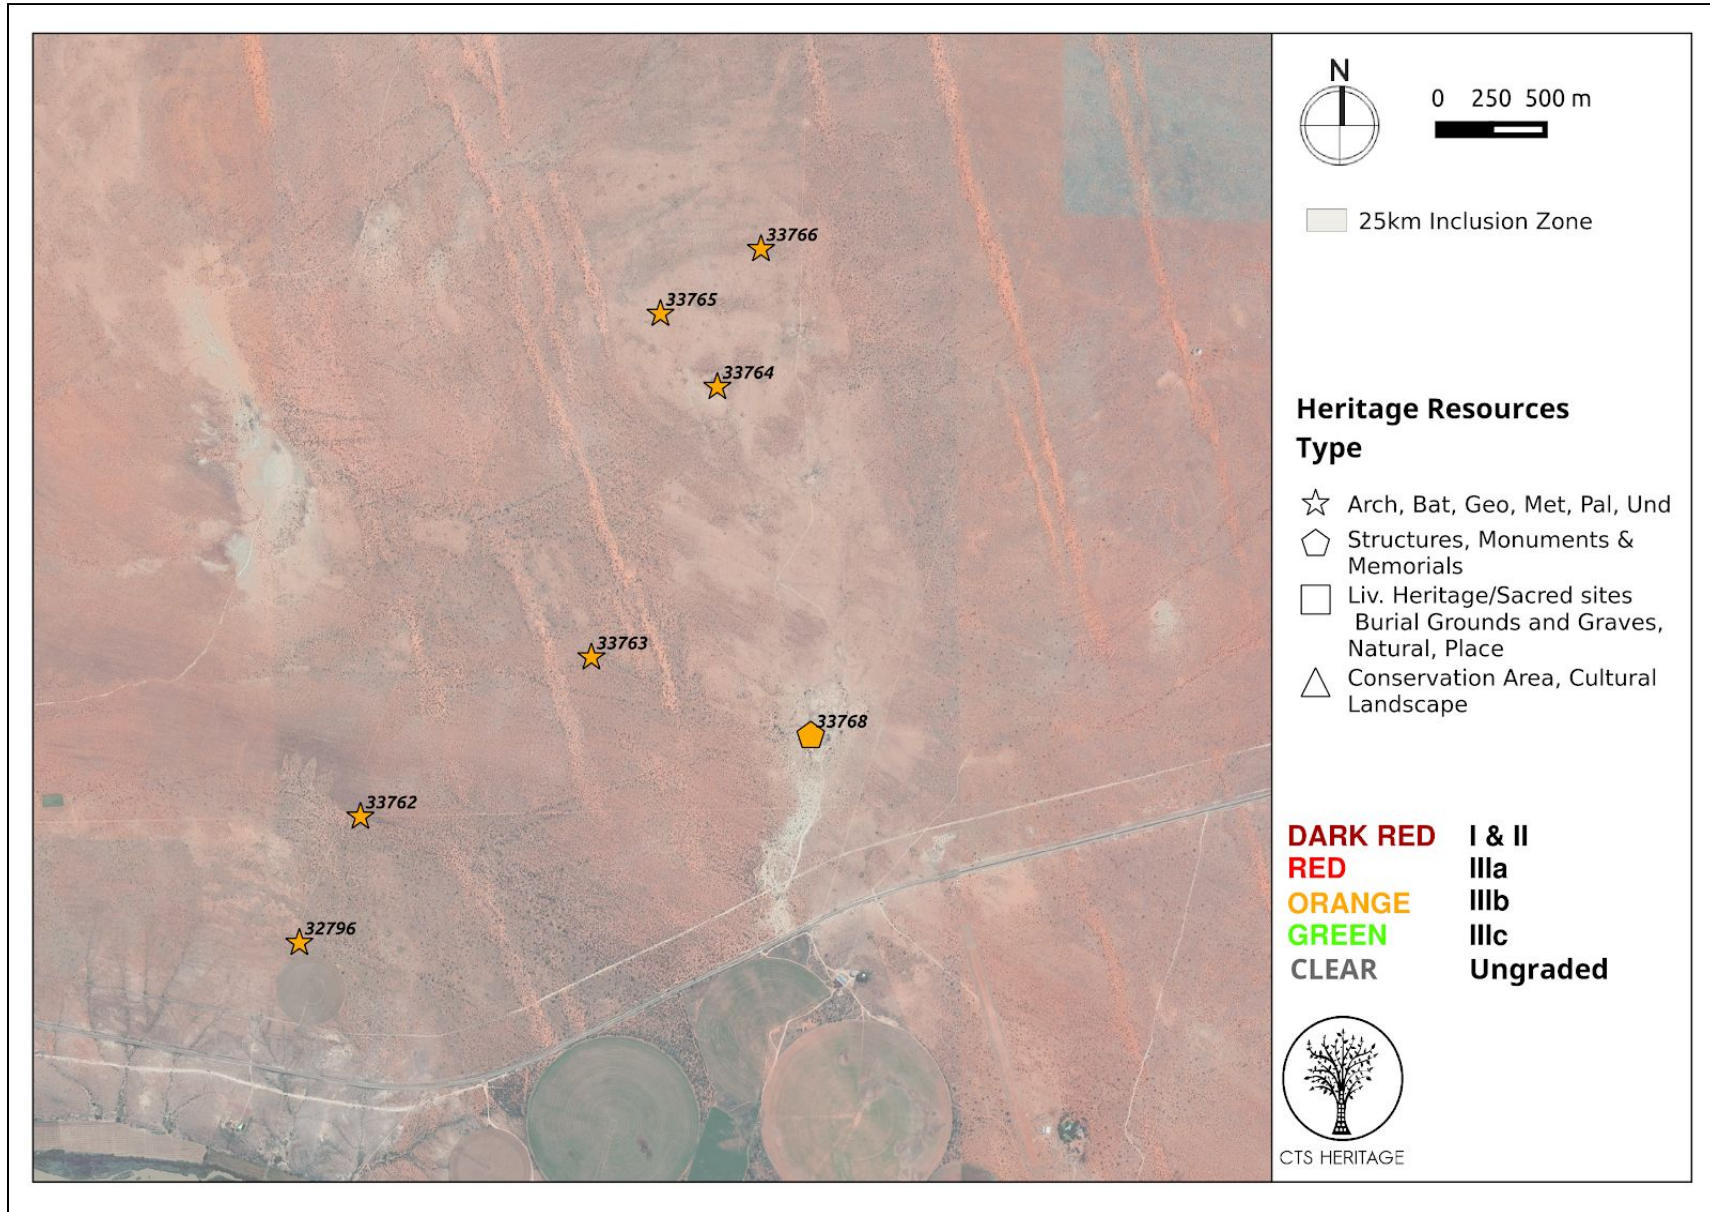 33766
33765
33764
33763
33768
33762
32796
N
0 250 500 m
25km Inclusion Zone
Heritage Resources
Type
Arch, Bat, Geo, Met, Pal, Und
Structures, Monuments &
Memorials
Liv. Heritage/Sacred sites
Burial Grounds and Graves,
Natural, Place
Conservation Area, Cultural
Landscape
DARK RED I & II
RED IIIa
ORANGE IIIb
GREEN IIIc
CLEAR Ungraded
CTS HERITAGE